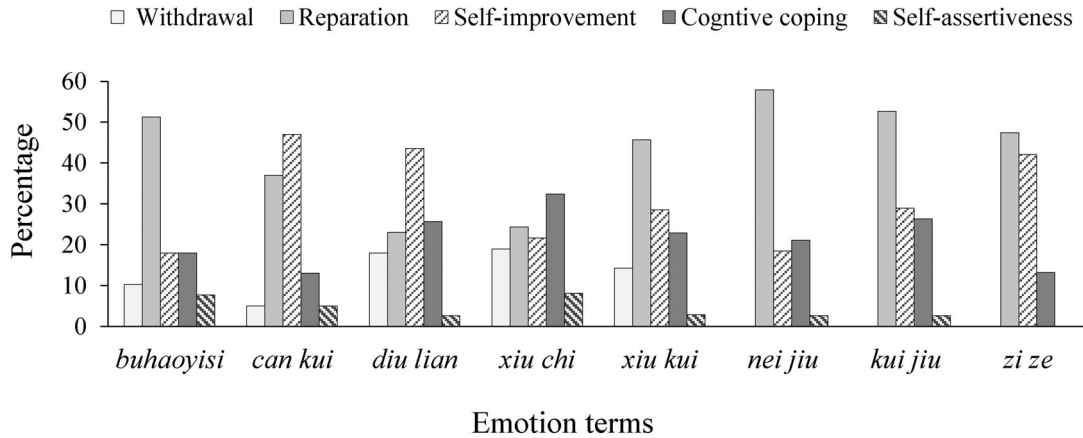 Withdrawal Reparation Self-improvement Cogntive coping Self-assertiveness
60
50
40
30
20
10
0
Percentage
buhaoyisi can kui diu lian xiu chi xiu kui nei jiu kui jiu zi ze
Emotion terms